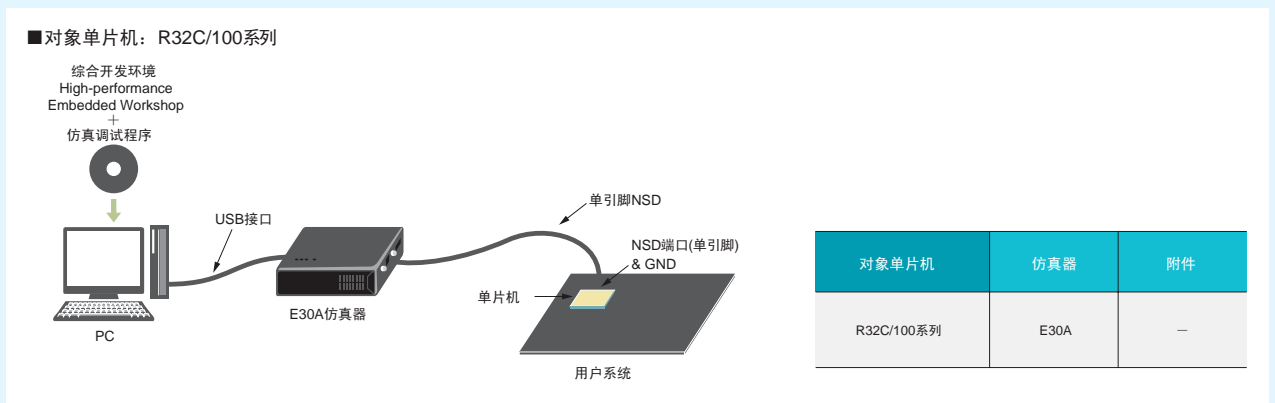 ■对象单片机：R32C/100系列
综合开发环境
High-performance
Embedded Workshop
＋
仿真调试程序
USB接口
单引脚NSD
NSD端口(单引脚)
& GND
单片机
E30A仿真器
PC
用户系统
对象单片机 仿真器 附件
R32C/100系列 E30A －